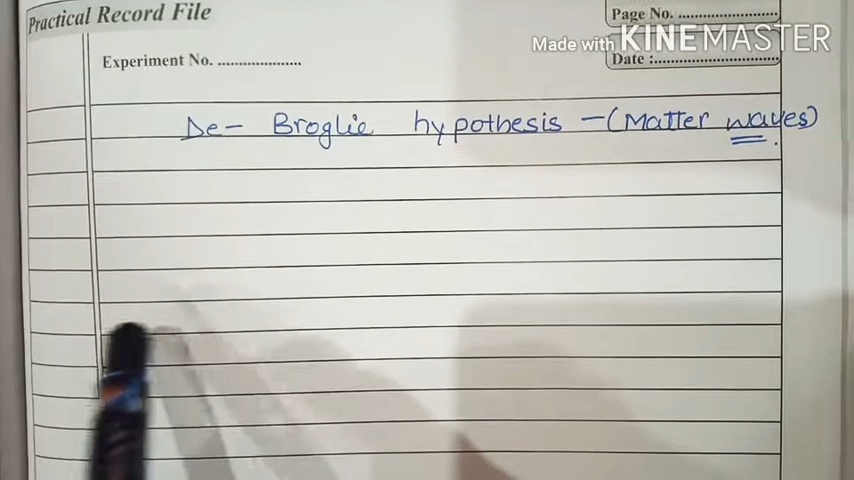 Practical Record File
Page No. ..............................
Made with KINEMASTER
Experiment No. .....................
Date :...............................
De- Broglie hypothesis -(Matter waves)